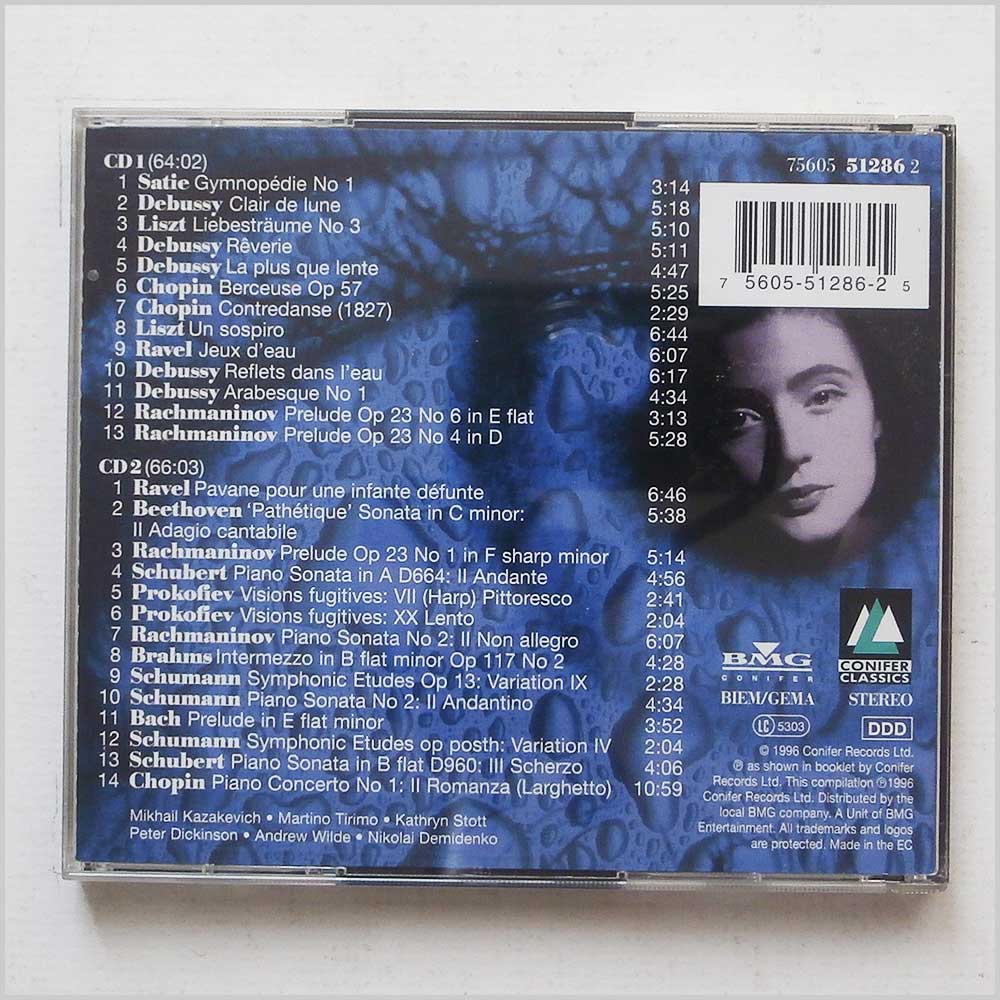 CD 1 (64:02)
1 Satie Gymnopédie No 1 3:14
2 Debussy Clair de lune 5:18
3 Liszt Liebesträume No 3 5:10
4 Debussy Rêverie 5:11
5 Debussy La plus que lente 4:47
6 Chopin Berceuse Op 57 5:25
7 Chopin Contredanse (1827) 2:29
8 Liszt Un sospiro 6:44
9 Ravel Jeux d'eau 6:07
10 Debussy Reflets dans l'eau 6:17
11 Debussy Arabesque No 1 4:34
12 Rachmaninov Prelude Op 23 No 6 in E flat 3:13
13 Rachmaninov Prelude Op 23 No 4 in D 5:28
CD 2 (66:03)
1 Ravel Pavane pour une infante défunte 6:46
2 Beethoven 'Pathétique' Sonata in C minor: 5:38
II Adagio cantabile
3 Rachmaninov Prelude Op 23 No 1 in F sharp minor 5:14
4 Schubert Piano Sonata in A D664: II Andante 4:56
5 Prokofiev Visions fugitives: VII (Harp) Pittoresco 2:41
6 Prokofiev Visions fugitives: XX Lento 2:04
7 Rachmaninov Piano Sonata No 2: II Non allegro 6:07
8 Brahms Intermezzo in B flat minor Op 117 No 2 4:28
9 Schumann Symphonic Etudes Op 13: Variation IX 2:28
10 Schumann Piano Sonata No 2: II Andantino 4:34
11 Bach Prelude in E flat minor 3:52
12 Schumann Symphonic Etudes op posth: Variation IV 2:04
13 Schubert Piano Sonata in B flat D960: III Scherzo 4:06
14 Chopin Piano Concerto No 1: II Romanza (Larghetto) 10:59
Mikhail Kazakevich • Martino Tirimo • Kathryn Stott
Peter Dickinson • Andrew Wilde • Nikolai Demidenko
75605 51286 2
7 5605-51286-2 5
BMG
CONIFER
BIEM/GEMA
CONIFER
CLASSICS
STEREO
LC 5303
DDD
© 1996 Conifer Records Ltd.
℗ as shown in booklet by Conifer
Records Ltd. This compilation ℗1996
Conifer Records Ltd. Distributed by the
local BMG company. A Unit of BMG
Entertainment. All trademarks and logos
are protected. Made in the EC